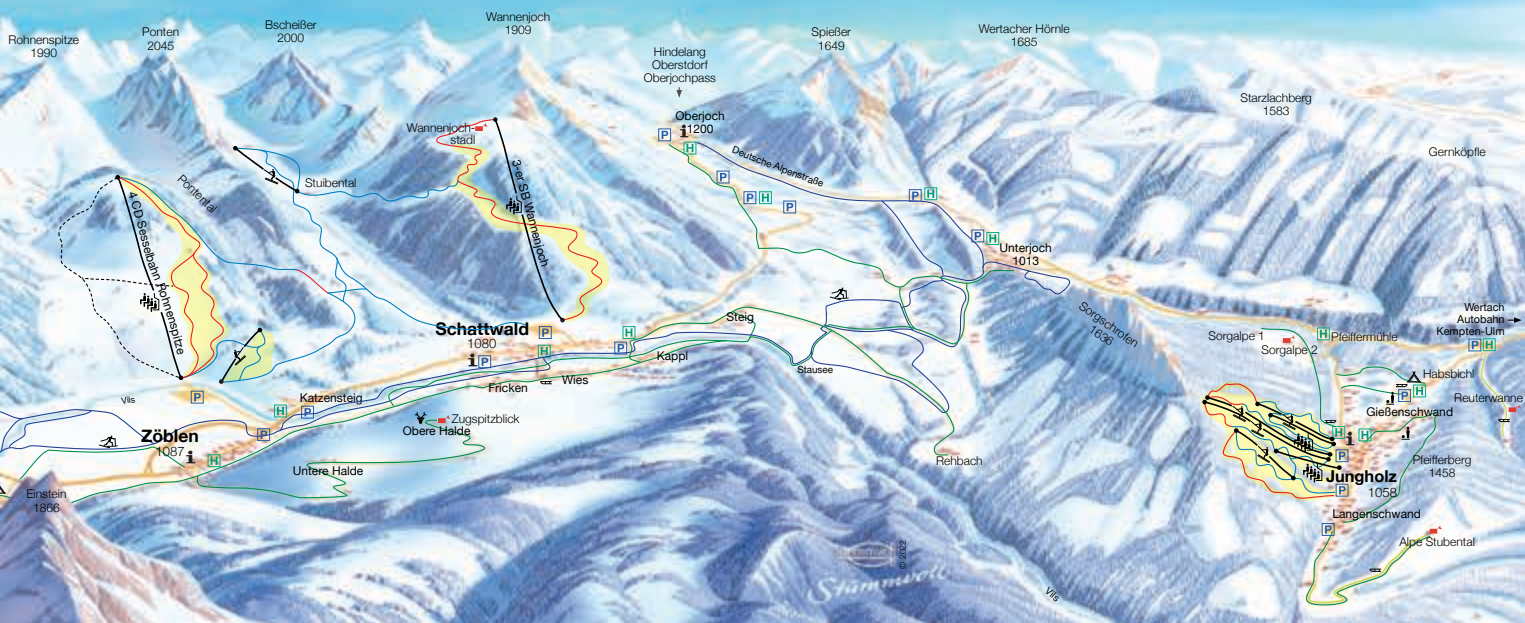 Rohnenspitze
1990
Ponten
2045
Bscheißer
2000
Wannenjoch
1909
Hindelang
Oberstdorf
Oberjochpass
Spießer
1649
Wertacher Hörnle
1685
Starzlachberg
1583
Gernköpfle
Wannenjoch-
stadl
Oberjoch
1200
P
i
H
Deutsche Alpenstraße
P
P H
P
P H
P H
Unterjoch
1013
Stuibental
Pontental
4 CD Sesselbahn Rohnenspitze
3-er SB Wannenjoch
Sorgschrofen
1636
Wertach
Autobahn
Kempten-Ulm
P H
Sorgalpe 1
Sorgalpe 2
H
Pfeiffermühle
Habsbichl
P H
Gießenschwand
Reuterwanne
Schattwald
1080
i P
P
H
H
P
Steig
Kappl
Wies
Fricken
Stausee
Vils
P
Katzensteig
H
P
P
Zöblen
1087
i
H
Zugspitzblick
Obere Halde
Untere Halde
Rehbach
Einstein
1866
H i H
P
Pfeifferberg
1458
Jungholz
1058
P
Langenschwand
P
Alpe Stubental
Vils
Stummvoll
© 2022